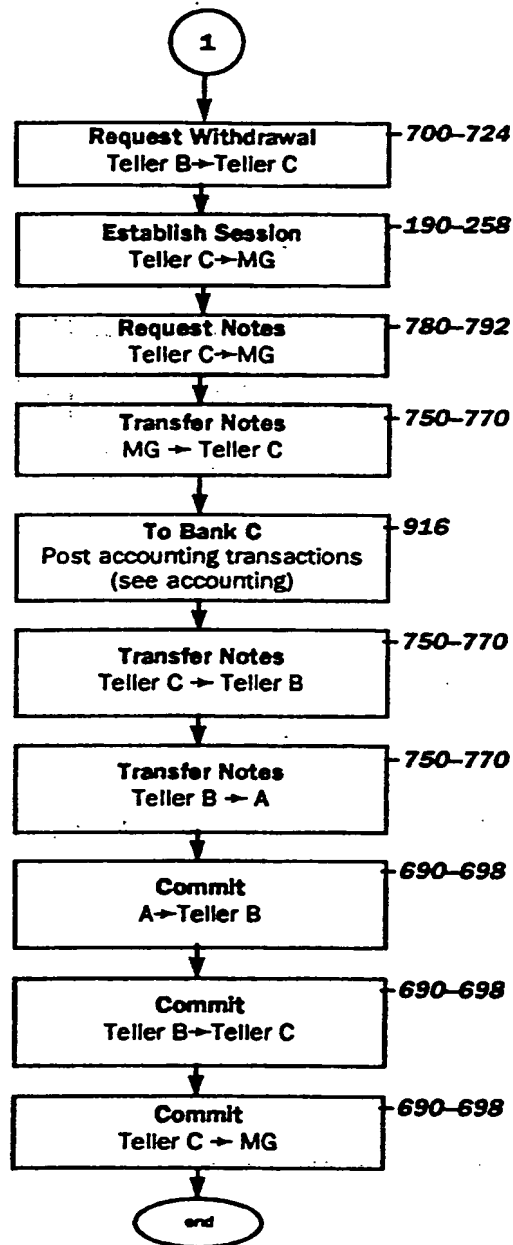 1
Request Withdrawal 700–724
Teller B→Teller C
Establish Session 190–258
Teller C→MG
Request Notes 780–792
Teller C→MG
Transfer Notes 750–770
MG → Teller C
To Bank C 916
Post accounting transactions
(see accounting)
Transfer Notes 750–770
Teller C → Teller B
Transfer Notes 750–770
Teller B → A
Commit 690–698
A→Teller B
Commit 690–698
Teller B→Teller C
Commit 690–698
Teller C → MG
end